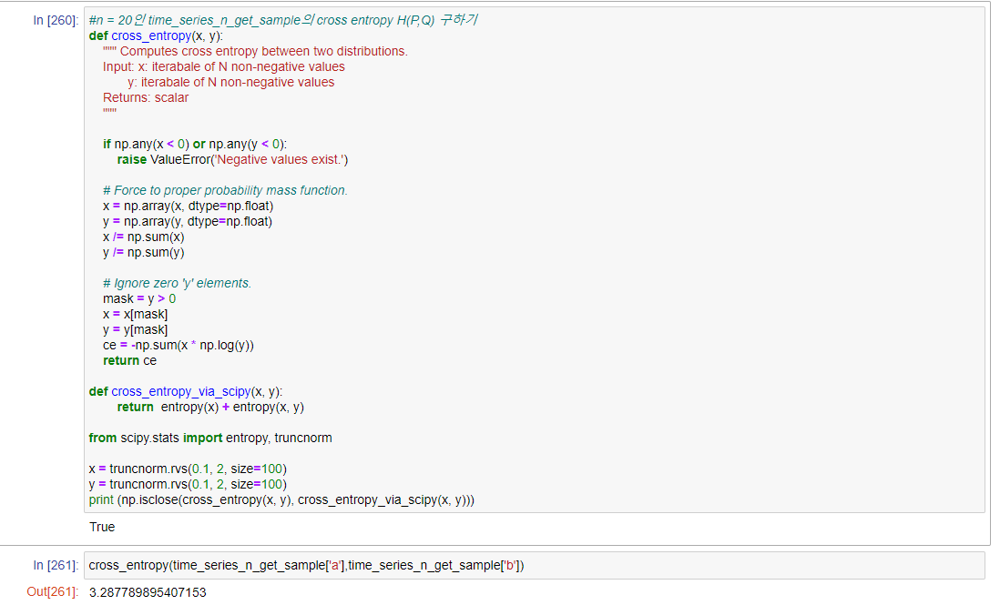 In [260]:
#n = 20인 time_series_n_get_sample의 cross entropy H(P,Q) 구하기
def cross_entropy(x, y):
    """ Computes cross entropy between two distributions.
    Input: x: iterabale of N non-negative values
           y: iterabale of N non-negative values
    Returns: scalar
    """
    if np.any(x < 0) or np.any(y < 0):
        raise ValueError('Negative values exist.')
    # Force to proper probability mass function.
    x = np.array(x, dtype=np.float)
    y = np.array(y, dtype=np.float)
    x /= np.sum(x)
    y /= np.sum(y)
    # Ignore zero 'y' elements.
    mask = y > 0
    x = x[mask]
    y = y[mask]
    ce = -np.sum(x * np.log(y))
    return ce
def cross_entropy_via_scipy(x, y):
        return  entropy(x) + entropy(x, y)
from scipy.stats import entropy, truncnorm
x = truncnorm.rvs(0.1, 2, size=100)
y = truncnorm.rvs(0.1, 2, size=100)
print (np.isclose(cross_entropy(x, y), cross_entropy_via_scipy(x, y)))
True
In [261]:
cross_entropy(time_series_n_get_sample['a'],time_series_n_get_sample['b'])
Out[261]:
3.287789895407153